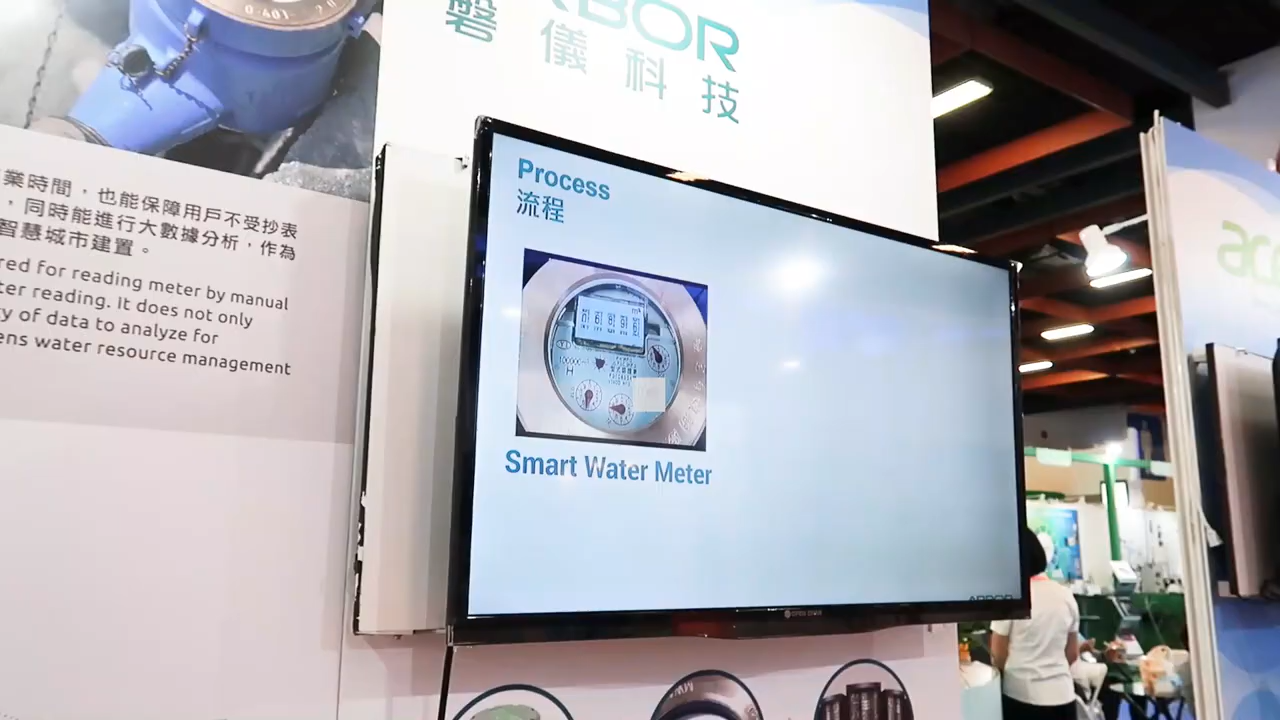 ARBOR
磐儀科技
業時間，也能保障用戶不受抄表
，同時能進行大數據分析，作為
智慧城市建置。
red for reading meter by manual
ter reading. It does not only
y of data to analyze for
ens water resource management
Process
流程
Smart Water Meter
ARBOR